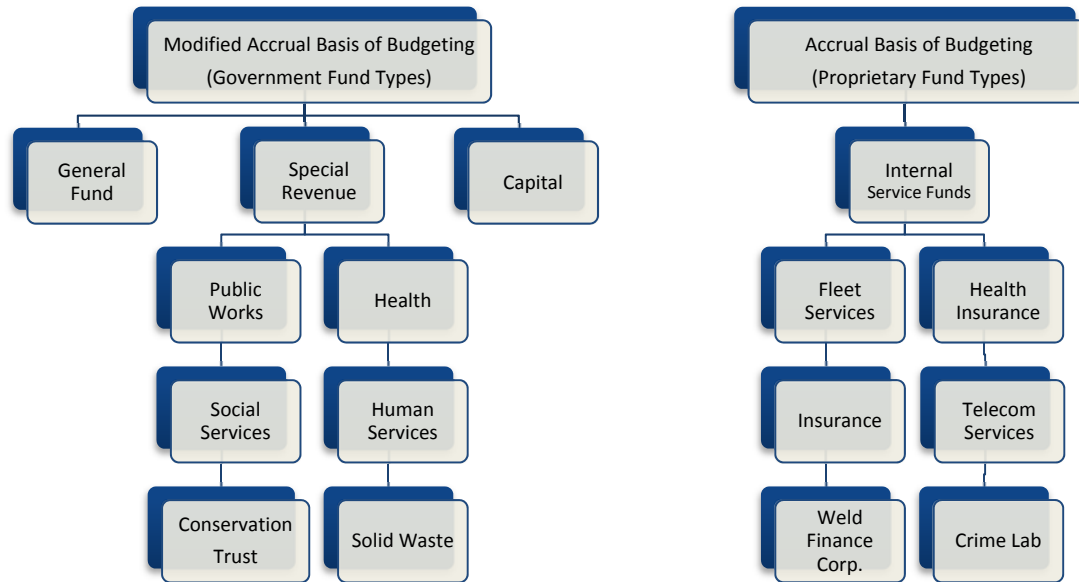 Modified Accrual Basis of Budgeting
(Government Fund Types)
General
Fund
Special
Revenue
Capital
Public
Works
Health
Social
Services
Human
Services
Conservation
Trust
Solid Waste
Accrual Basis of Budgeting
(Proprietary Fund Types)
Internal
Service Funds
Fleet
Services
Health
Insurance
Insurance
Telecom
Services
Weld
Finance
Corp.
Crime Lab